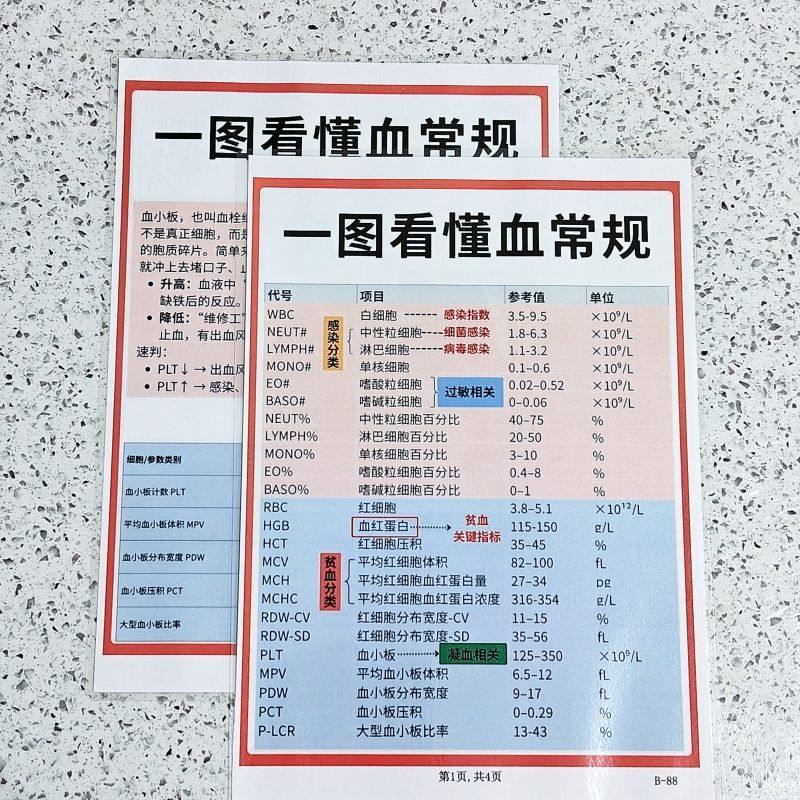 一图看懂血常规
血小板，也叫血栓
不是真正细胞，而是
的胞质碎片。简单
就冲上去堵口子、
• 升高：血液中“
缺铁后的反应。
• 降低：“维修工”
止血，有出血风
速判：
• PLT↓ → 出血风
• PLT↑ → 感染、
细胞/参数类别
血小板计数 PLT
平均血小板体积 MPV
血小板分布宽度 PDW
血小板压积 PCT
大型血小板比率
一图看懂血常规
代号 项目 参考值 单位
WBC 白细胞 ------ 感染指数 3.5-9.5 ×10⁹/L
NEUT# 中性粒细胞----细菌感染 1.8-6.3 ×10⁹/L
LYMPH# 淋巴细胞 -----病毒感染 1.1-3.2 ×10⁹/L
感染分类
MONO# 单核细胞 0.1–0.6 ×10⁹/L
EO# 嗜酸粒细胞 0.02–0.52 ×10⁹/L
过敏相关
BASO# 嗜碱粒细胞 0–0.06 ×10⁹/L
NEUT% 中性粒细胞百分比 40–75 %
LYMPH% 淋巴细胞百分比 20-50 %
MONO% 单核细胞百分比 3–10 %
EO% 嗜酸粒细胞百分比 0.4–8 %
BASO% 嗜碱粒细胞百分比 0–1 %
RBC 红细胞 3.8–5.1 ×10¹²/L
HGB 血红蛋白 贫血 115-150 g/L
关键指标
HCT 红细胞压积 35–45 %
MCV 平均红细胞体积 82–100 fL
贫血分类
MCH 平均红细胞血红蛋白量 27–34 pg
MCHC 平均红细胞血红蛋白浓度 316-354 g/L
RDW-CV 红细胞分布宽度-CV 11–15 %
RDW-SD 红细胞分布宽度-SD 35–56 fL
PLT 血小板 凝血相关 125–350 ×10⁹/L
MPV 平均血小板体积 6.5–12 fL
PDW 血小板分布宽度 9–17 fL
PCT 血小板压积 0–0.29 %
P-LCR 大型血小板比率 13-43 %
第1页, 共4页
B-88